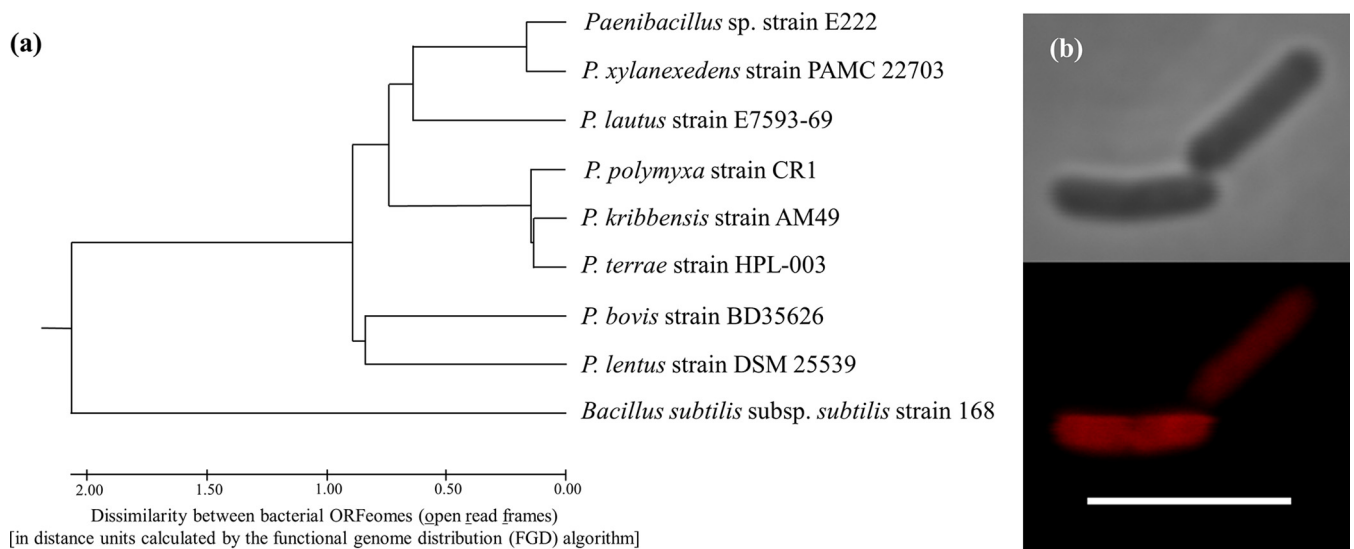 (a)
Paenibacillus sp. strain E222
P. xylanexedens strain PAMC 22703
P. lautus strain E7593-69
P. polymyxa strain CR1
P. kribbensis strain AM49
P. terrae strain HPL-003
P. bovis strain BD35626
P. lentus strain DSM 25539
Bacillus subtilis subsp. subtilis strain 168
2.00 1.50 1.00 0.50 0.00
Dissimilarity between bacterial ORFeomes (open read frames)
[in distance units calculated by the functional genome distribution (FGD) algorithm]
(b)